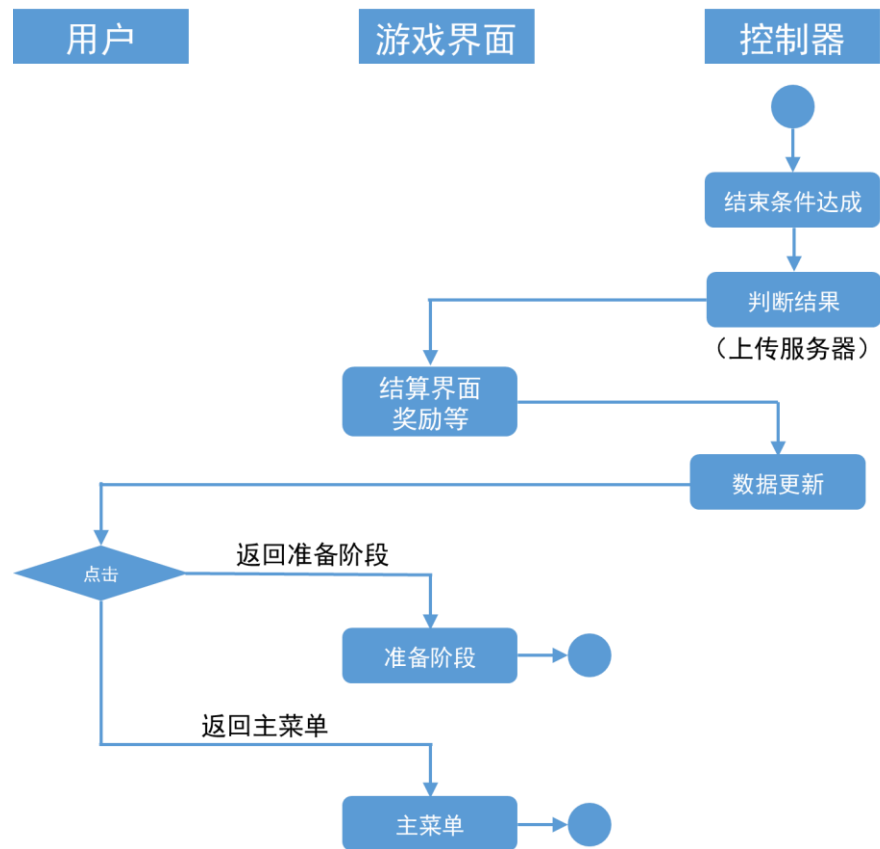 用户
游戏界面
控制器
结束条件达成
判断结果
（上传服务器）
结算界面
奖励等
数据更新
点击
返回准备阶段
准备阶段
返回主菜单
主菜单